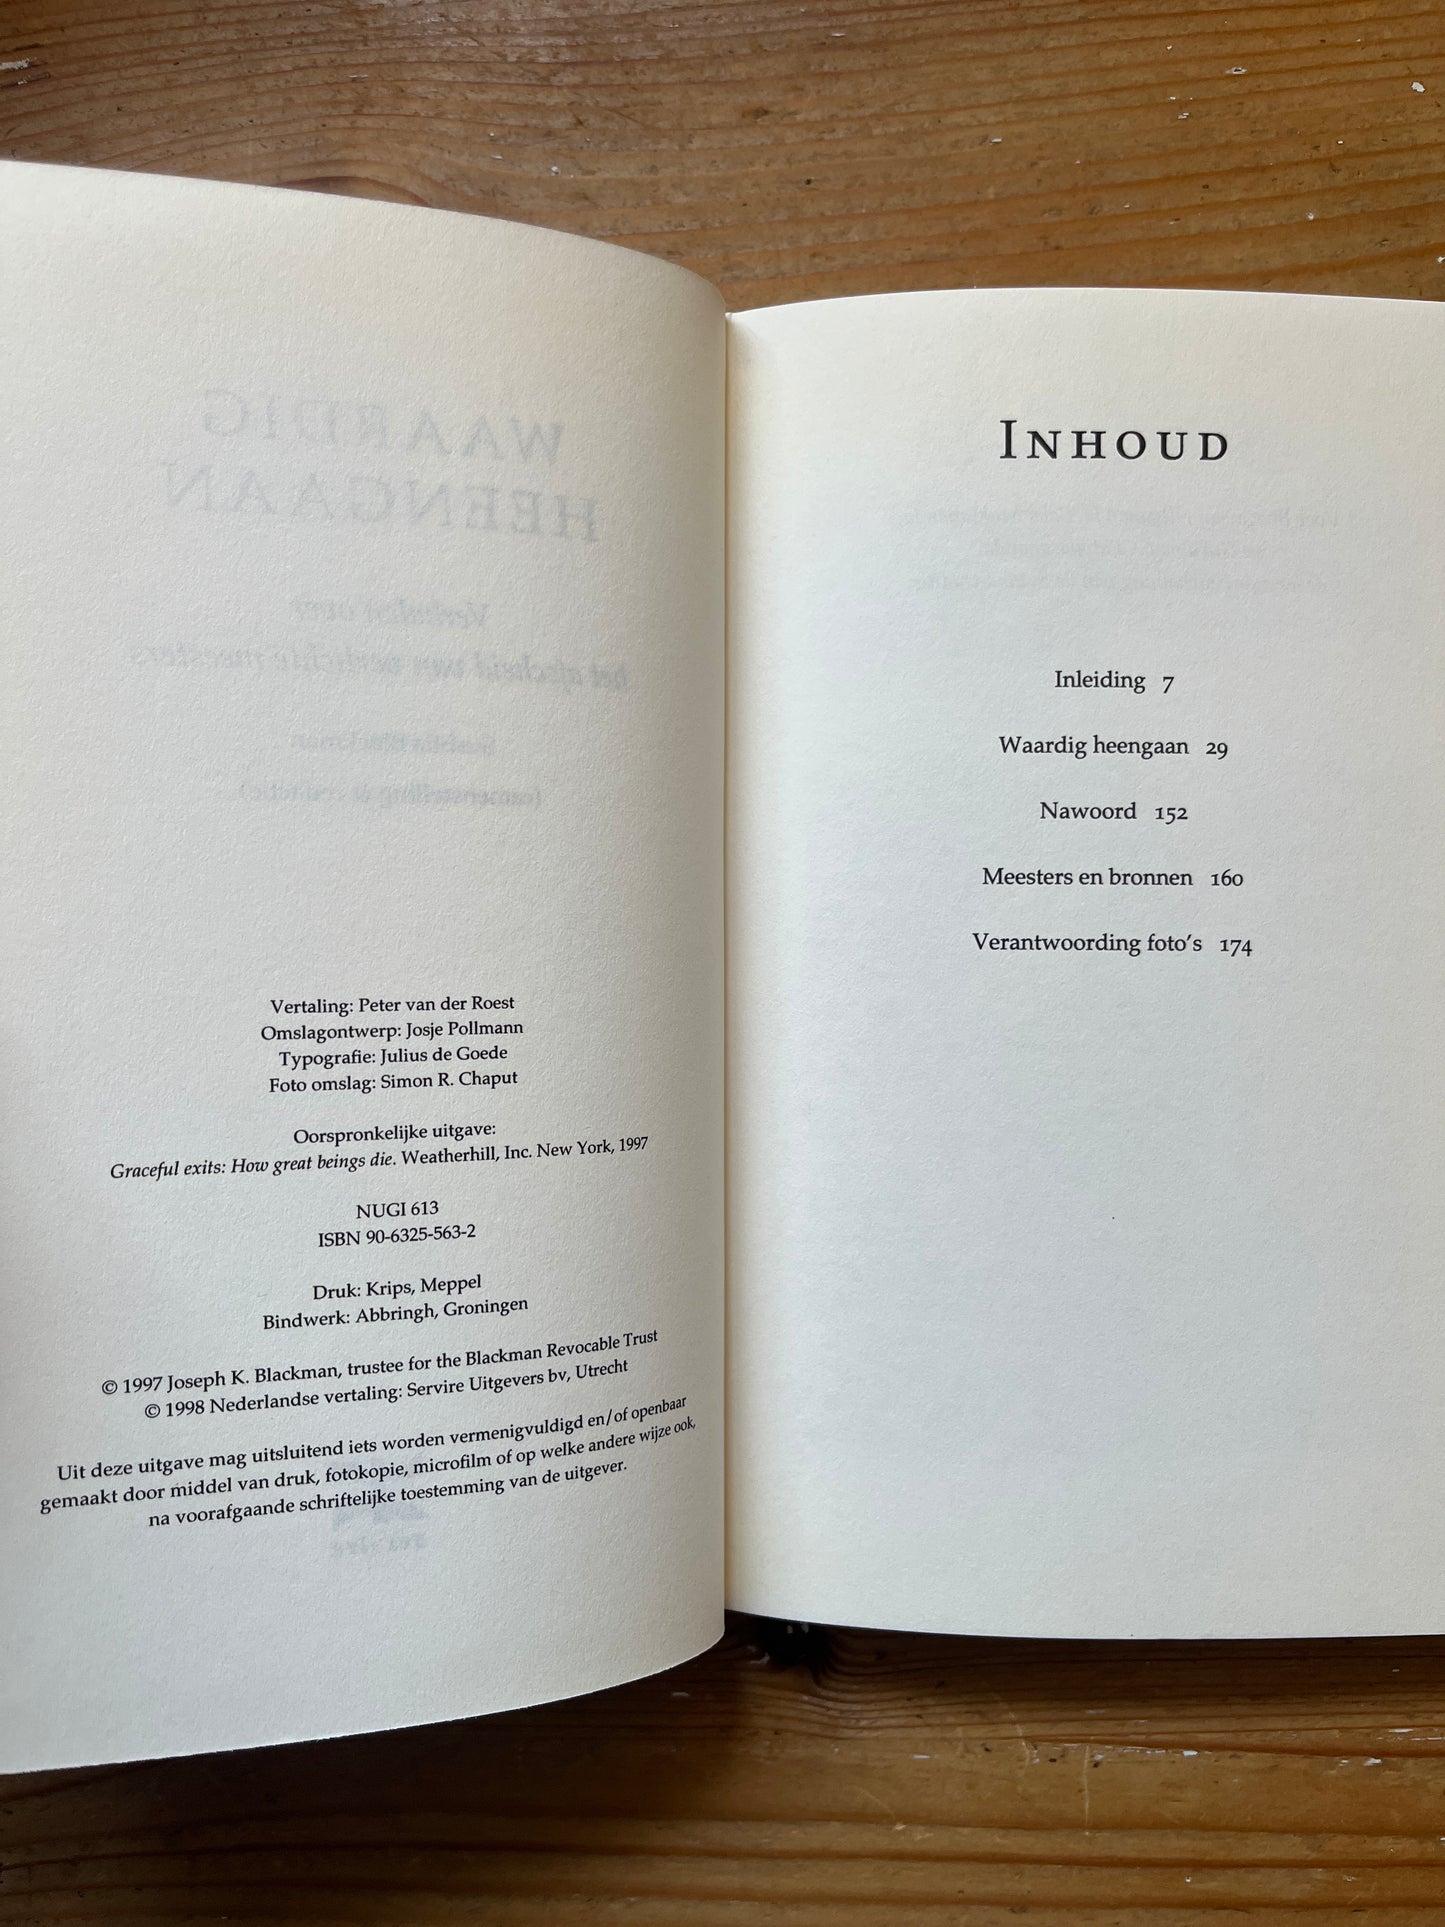 Vertaling: Peter van der Roest
Omslagontwerp: Josje Pollmann
Typografie: Julius de Goede
Foto omslag: Simon R. Chaput
Oorspronkelijke uitgave:
Graceful exits: How great beings die. Weatherhill, Inc. New York, 1997
NUGI 613
ISBN 90-6325-563-2
Druk: Krips, Meppel
Bindwerk: Abbringh, Groningen
© 1997 Joseph K. Blackman, trustee for the Blackman Revocable Trust
© 1998 Nederlandse vertaling: Servire Uitgevers bv, Utrecht
Uit deze uitgave mag uitsluitend iets worden vermenigvuldigd en/of openbaar
gemaakt door middel van druk, fotokopie, microfilm of op welke andere wijze ook,
na voorafgaande schriftelijke toestemming van de uitgever.
INHOUD
Inleiding 7
Waardig heengaan 29
Nawoord 152
Meesters en bronnen 160
Verantwoording foto's 174